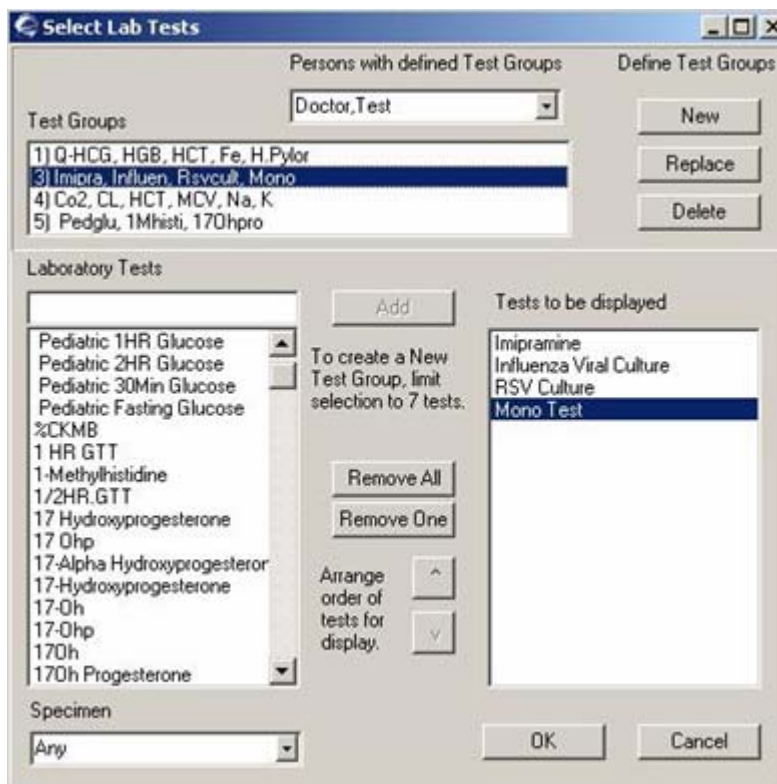 Select Lab Tests
Persons with defined Test Groups
Define Test Groups
Doctor,Test
Test Groups
New
1) Q-HCG, HGB, HCT, Fe, H.Pylor
3) Imipra, Influen, Rsvcult, Mono
4) Co2, CL, HCT, MCV, Na, K
5) Pedglu, 1Mhisti, 17Ohpro
Replace
Delete
Laboratory Tests
Add
Tests to be displayed
Pediatric 1HR Glucose
Pediatric 2HR Glucose
Pediatric 30Min Glucose
Pediatric Fasting Glucose
%CKMB
1 HR GTT
1-Methylhistidine
1/2HR.GTT
17 Hydroxyprogesterone
17 Ohp
17-Alpha Hydroxyprogesteror
17-Hydroxyprogesterone
17-Oh
17-Ohp
17Oh
17Oh Progesterone
To create a New
Test Group, limit
selection to 7 tests.
Remove All
Remove One
Arrange
order of
tests for
display.
^
v
Imipramine
Influenza Viral Culture
RSV Culture
Mono Test
Specimen
Any
OK
Cancel